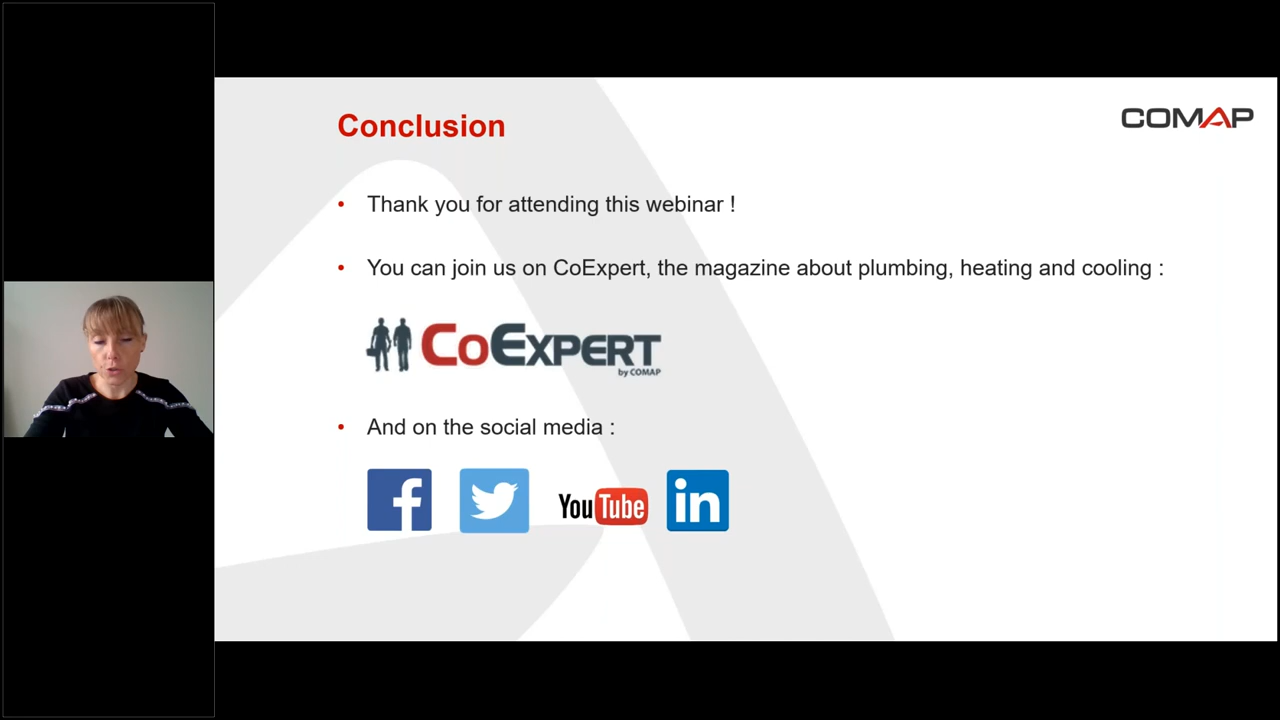 Conclusion
COMAP
• Thank you for attending this webinar !
• You can join us on CoExpert, the magazine about plumbing, heating and cooling :
CoExpert
by COMAP
• And on the social media :
f
YouTube
in